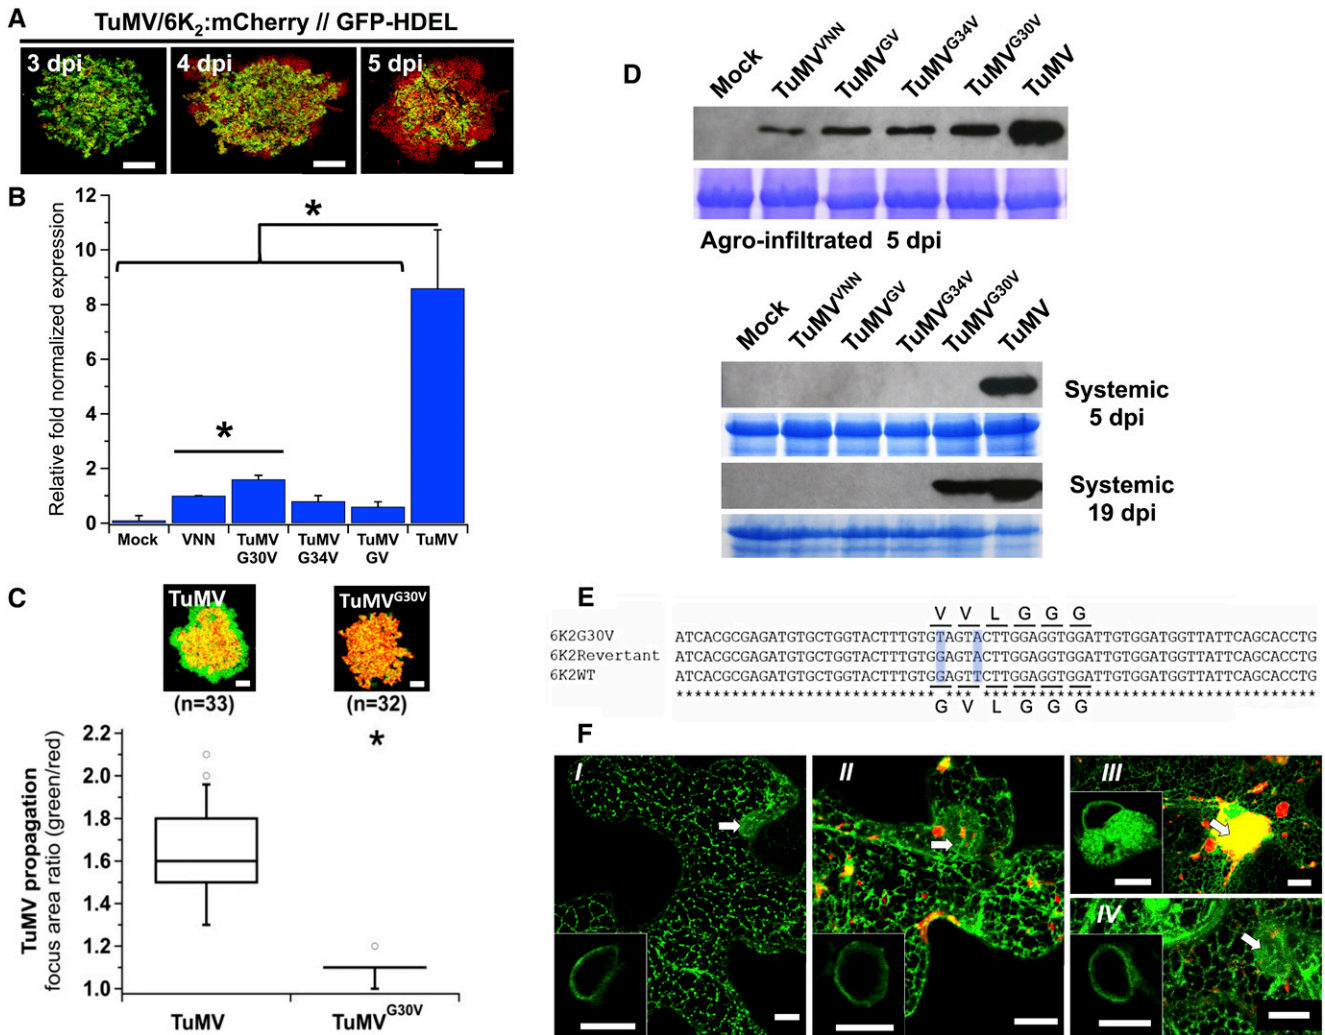 A
TuMV/6K2:mCherry // GFP-HDEL
3 dpi
4 dpi
5 dpi
B
Relative fold normalized expression
12
10
8
6
4
2
0
*
*
Mock
VNN
TuMV G30V
TuMV G34V
TuMV GV
TuMV
C
TuMV
TuMVG30V
(n=33)
(n=32)
*
TuMV propagation
focus area ratio (green/red)
2.2
2.0
1.8
1.6
1.4
1.2
1.0
TuMV
TuMVG30V
D
Mock
TuMVVNN
TuMVGV
TuMVG34V
TuMVG30V
TuMV
Agro-infiltrated 5 dpi
Mock
TuMVVNN
TuMVGV
TuMVG34V
TuMVG30V
TuMV
Systemic
5 dpi
Systemic
19 dpi
E
V V L G G G
6K2G30V ATCACGCGAGATGTGCTGGTACTTTGTGTAGTACTTGGAGGTGGATTGTGGATGGTTATTCAGCACCTG
6K2Revertant ATCACGCGAGATGTGCTGGTACTTTGTGGAGTACTTGGAGGTGGATTGTGGATGGTTATTCAGCACCTG
6K2WT ATCACGCGAGATGTGCTGGTACTTTGTGGAGTTCTTGGAGGTGGATTGTGGATGGTTATTCAGCACCTG
**************************** *** ************************************
G V L G G G
F
I
II
III
IV